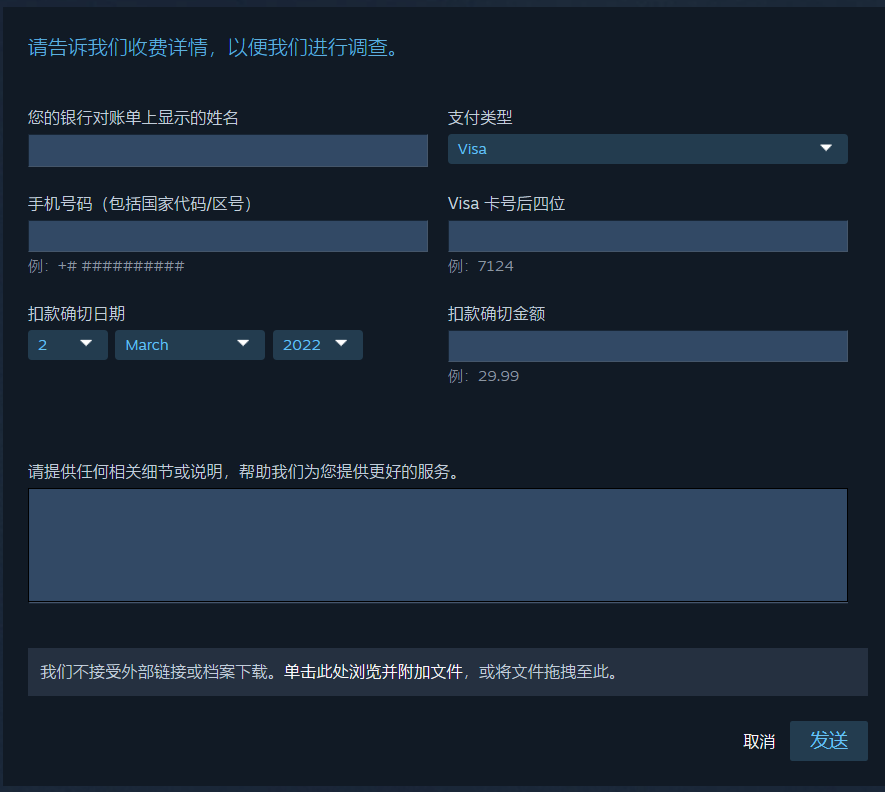 请告诉我们收费详情，以便我们进行调查。
您的银行对账单上显示的姓名
支付类型
Visa
手机号码（包括国家代码/区号）
Visa 卡号后四位
例：+# ##########
例：7124
扣款确切日期
扣款确切金额
2
March
2022
例：29.99
请提供任何相关细节或说明，帮助我们为您提供更好的服务。
我们不接受外部链接或档案下载。单击此处浏览并附加文件，或将文件拖拽至此。
取消
发送